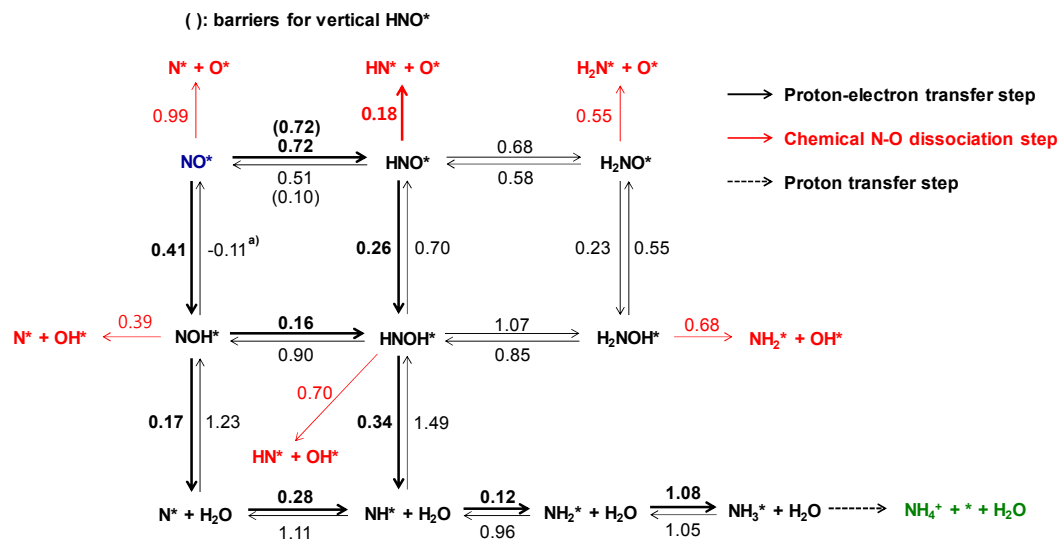 ( ): barriers for vertical HNO*
N* + O*
HN* + O*
H₂N* + O*
Proton-electron transfer step
0.99
(0.72)
0.18
0.55
Chemical N-O dissociation step
0.72
0.68
NO*
HNO*
H₂NO*
Proton transfer step
0.51
0.58
(0.10)
0.41
-0.11ᵃ⁾
0.26
0.70
0.23
0.55
N* + OH*
0.39
NOH*
0.16
HNOH*
1.07
H₂NOH*
0.68
NH₂* + OH*
0.90
0.85
0.70
0.17
1.23
0.34
1.49
HN* + OH*
0.28
0.12
1.08
N* + H₂O
NH* + H₂O
NH₂* + H₂O
NH₃* + H₂O
NH₄⁺ + * + H₂O
1.11
0.96
1.05